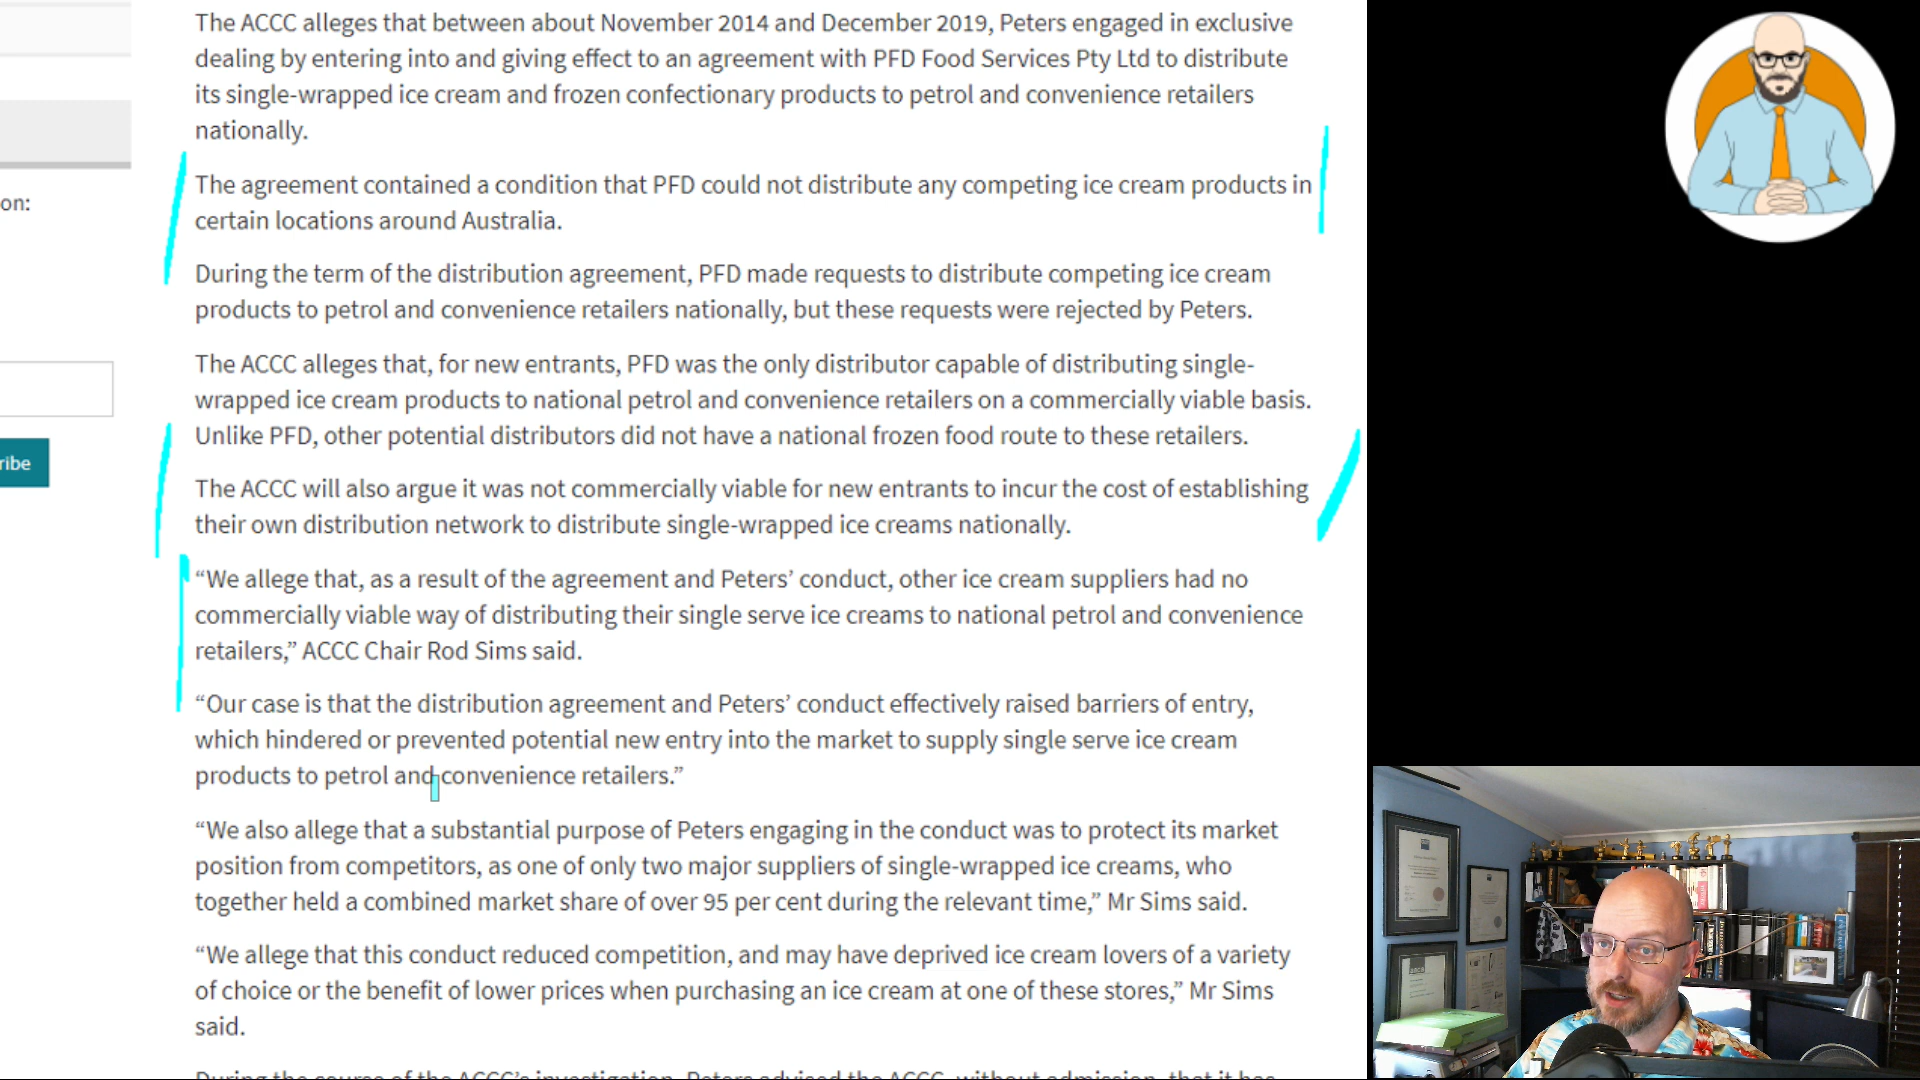 The ACCC alleges that between about November 2014 and December 2019, Peters engaged in exclusive
dealing by entering into and giving effect to an agreement with PFD Food Services Pty Ltd to distribute
its single-wrapped ice cream and frozen confectionary products to petrol and convenience retailers
nationally.
The agreement contained a condition that PFD could not distribute any competing ice cream products in
certain locations around Australia.
During the term of the distribution agreement, PFD made requests to distribute competing ice cream
products to petrol and convenience retailers nationally, but these requests were rejected by Peters.
The ACCC alleges that, for new entrants, PFD was the only distributor capable of distributing single-
wrapped ice cream products to national petrol and convenience retailers on a commercially viable basis.
Unlike PFD, other potential distributors did not have a national frozen food route to these retailers.
The ACCC will also argue it was not commercially viable for new entrants to incur the cost of establishing
their own distribution network to distribute single-wrapped ice creams nationally.
“We allege that, as a result of the agreement and Peters’ conduct, other ice cream suppliers had no
commercially viable way of distributing their single serve ice creams to national petrol and convenience
retailers,” ACCC Chair Rod Sims said.
“Our case is that the distribution agreement and Peters’ conduct effectively raised barriers of entry,
which hindered or prevented potential new entry into the market to supply single serve ice cream
products to petrol and convenience retailers.”
“We also allege that a substantial purpose of Peters engaging in the conduct was to protect its market
position from competitors, as one of only two major suppliers of single-wrapped ice creams, who
together held a combined market share of over 95 per cent during the relevant time,” Mr Sims said.
“We allege that this conduct reduced competition, and may have deprived ice cream lovers of a variety
of choice or the benefit of lower prices when purchasing an ice cream at one of these stores,” Mr Sims
said.
During the course of the ACCC’s investigation, Peters advised the ACCC, without admission, that it has
on:
ribe